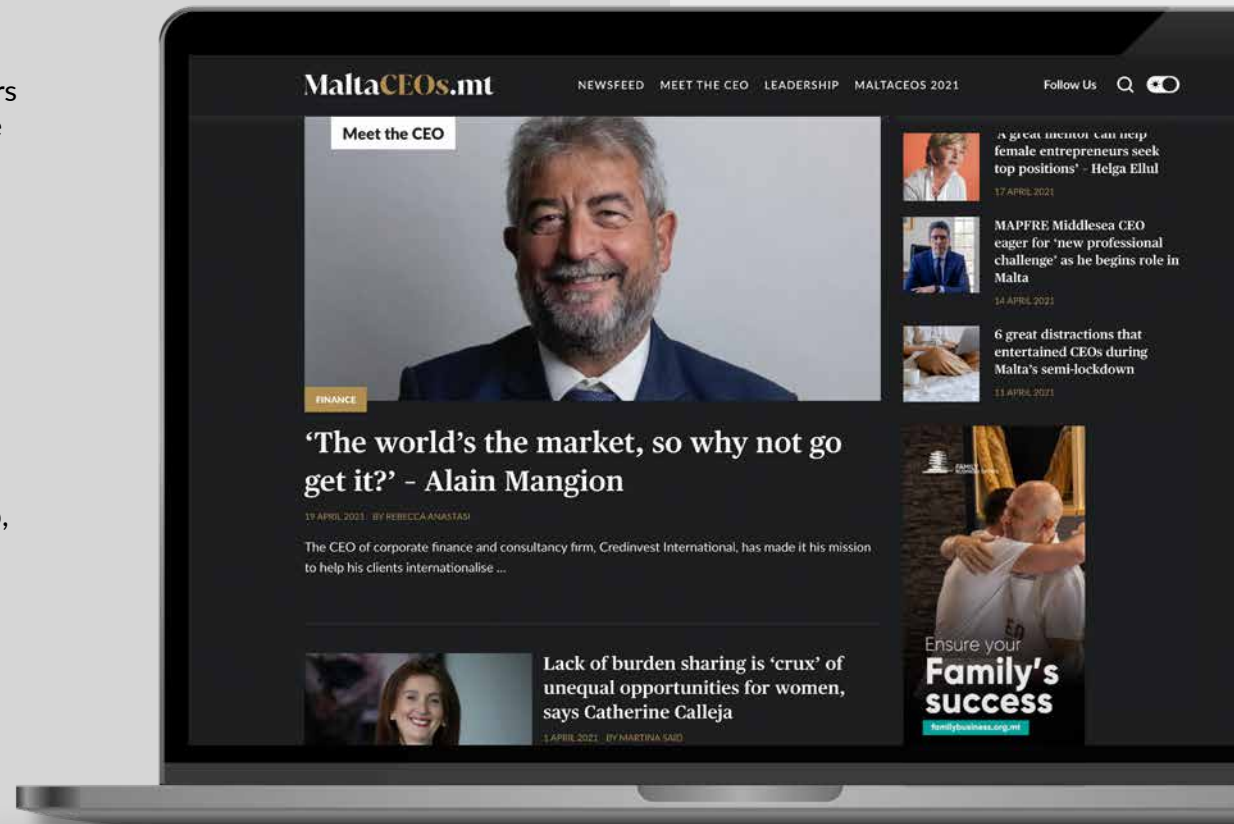 rs
MaltaCEOs.mt
NEWSFEED MEET THE CEO LEADERSHIP MALTACEOS 2021
Follow Us
Meet the CEO
FINANCE
‘The world’s the market, so why not go
get it?’ – Alain Mangion
19 APRIL 2021 BY REBECCA ANASTASI
The CEO of corporate finance and consultancy firm, Credinvest International, has made it his mission
to help his clients internationalise ...
Lack of burden sharing is ‘crux’ of
unequal opportunities for women,
says Catherine Calleja
1 APRIL 2021 BY MARTINA SAID
‘A great mentor can help
female entrepreneurs seek
top positions’ – Helga Ellul
17 APRIL 2021
MAPFRE Middlesea CEO
eager for ‘new professional
challenge’ as he begins role in
Malta
14 APRIL 2021
6 great distractions that
entertained CEOs during
Malta’s semi-lockdown
11 APRIL 2021
FAMILY
Ensure your
Family’s
success
familybusiness.org.mt